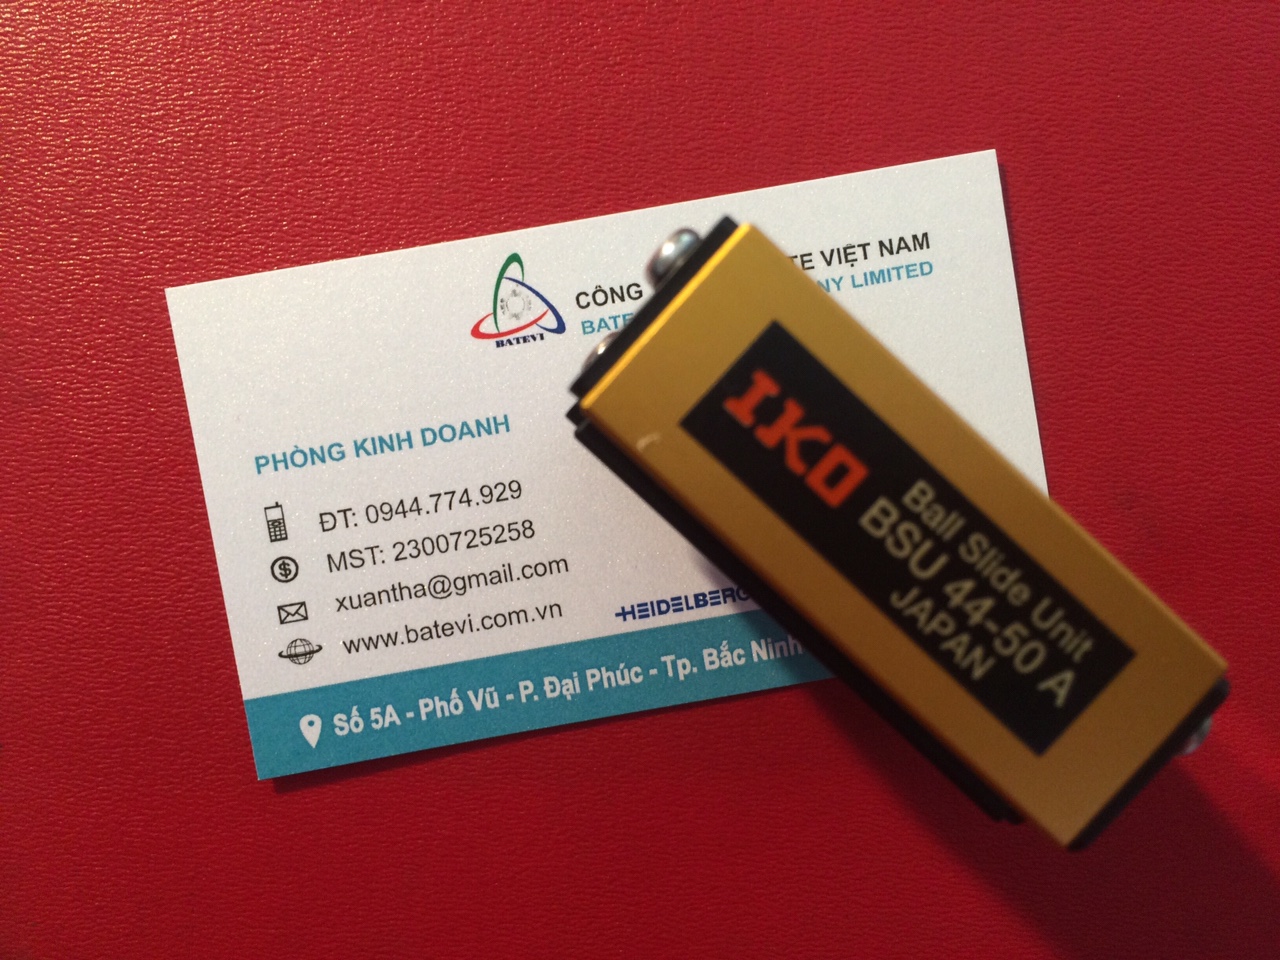 CÔNG TE VIỆT NAM
BATE NY LIMITED
BATEVI
PHÒNG KINH DOANH
ĐT: 0944.774.929
MST: 2300725258
xuantha@gmail.com
www.batevi.com.vn
HEIDELBERG
Số 5A - Phố Vũ - P. Đại Phúc - Tp. Bắc Ninh
IKO
Ball Slide Unit
BSU 44-50 A
JAPAN